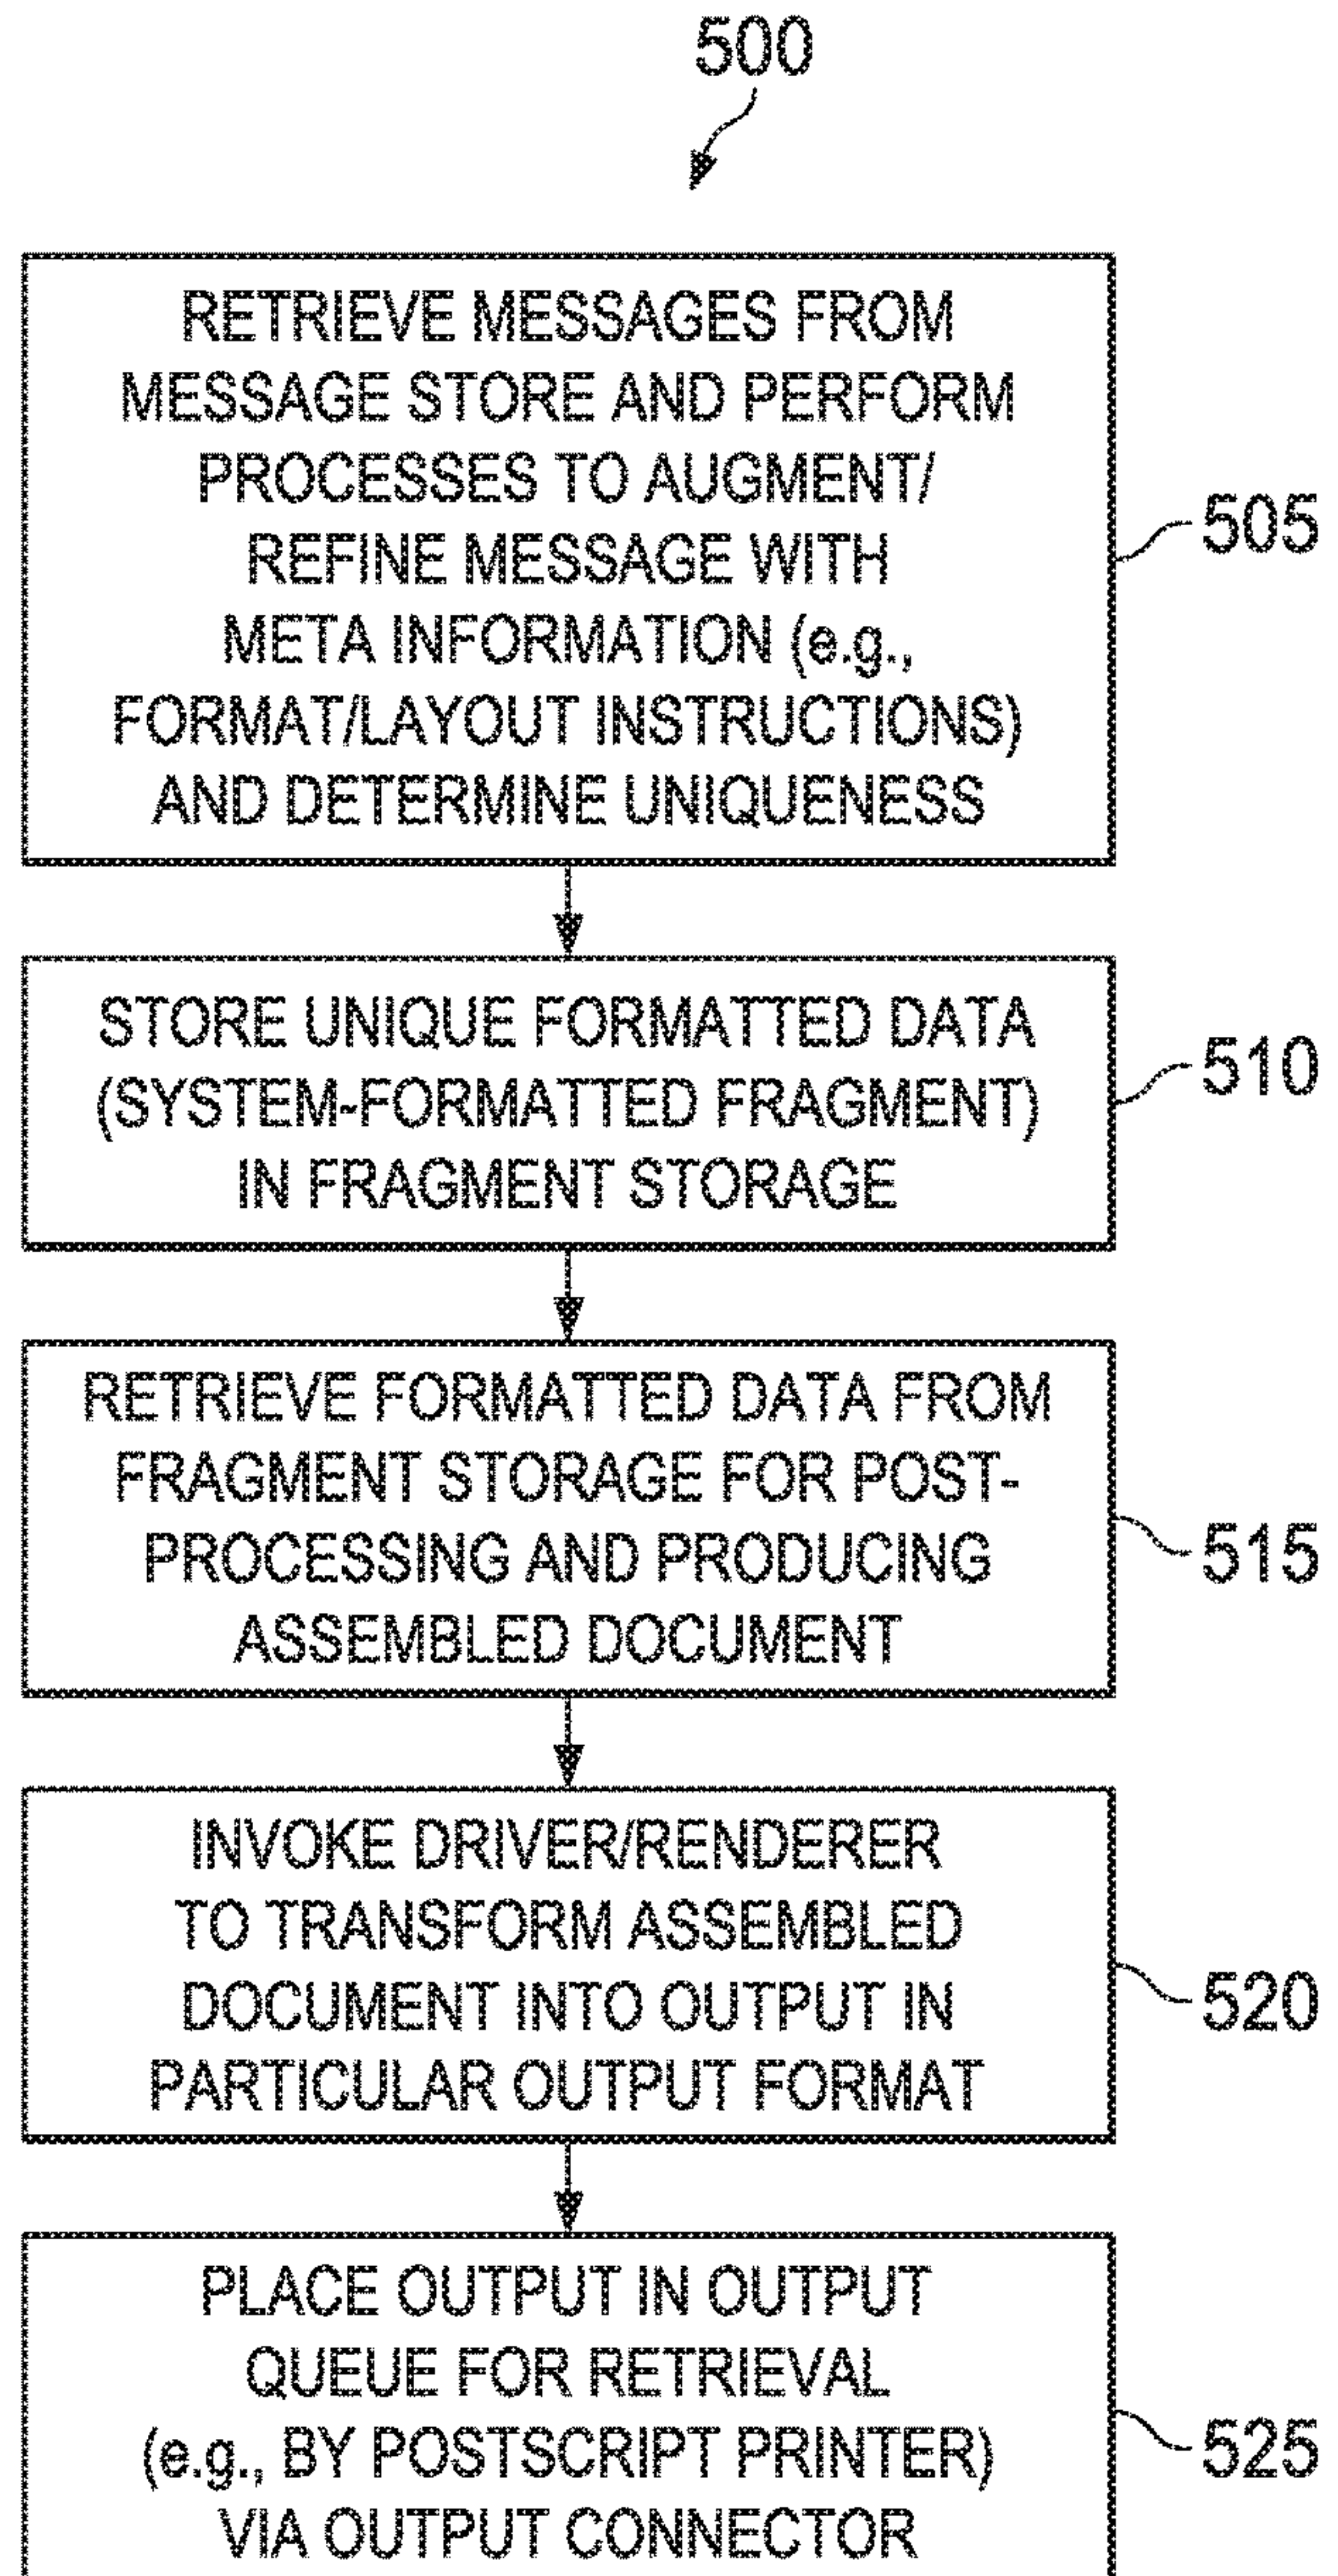 500
RETRIEVE MESSAGES FROM
MESSAGE STORE AND PERFORM
PROCESSES TO AUGMENT/
REFINE MESSAGE WITH
META INFORMATION (e.g.,
FORMAT/LAYOUT INSTRUCTIONS)
AND DETERMINE UNIQUENESS
505
STORE UNIQUE FORMATTED DATA
(SYSTEM-FORMATTED FRAGMENT)
IN FRAGMENT STORAGE
510
RETRIEVE FORMATTED DATA FROM
FRAGMENT STORAGE FOR POST-
PROCESSING AND PRODUCING
ASSEMBLED DOCUMENT
515
INVOKE DRIVER/RENDERER
TO TRANSFORM ASSEMBLED
DOCUMENT INTO OUTPUT IN
PARTICULAR OUTPUT FORMAT
520
PLACE OUTPUT IN OUTPUT
QUEUE FOR RETRIEVAL
(e.g., BY POSTSCRIPT PRINTER)
VIA OUTPUT CONNECTOR
525